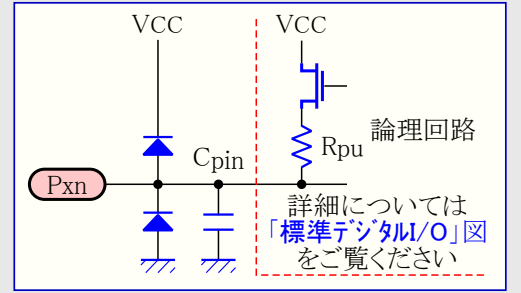 VCC
VCC
論理回路
Cpin
Rpu
Pxn
詳細については
「標準デジタルI/O」図
をご覧ください